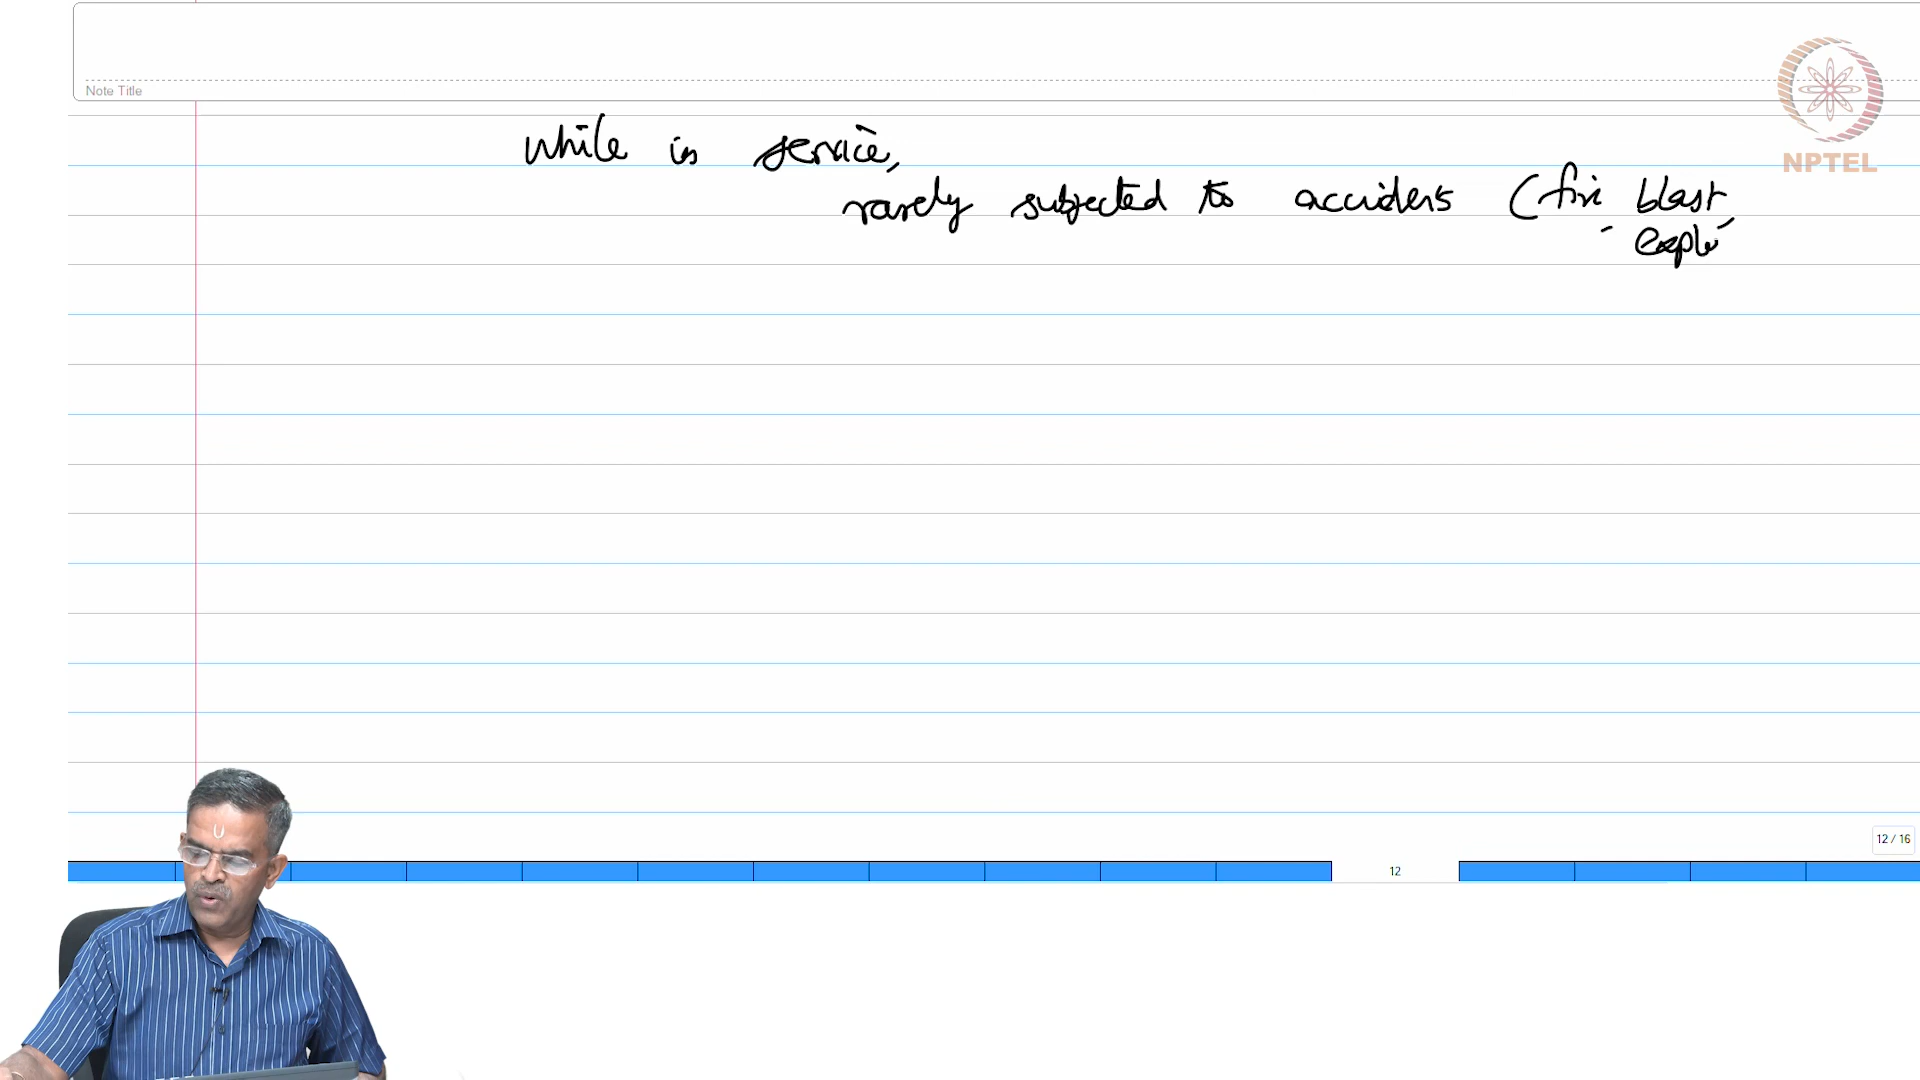 Note Title
NPTEL
while in service,
rarely subjected to accidents (fire blast,
explo
12 / 16
12